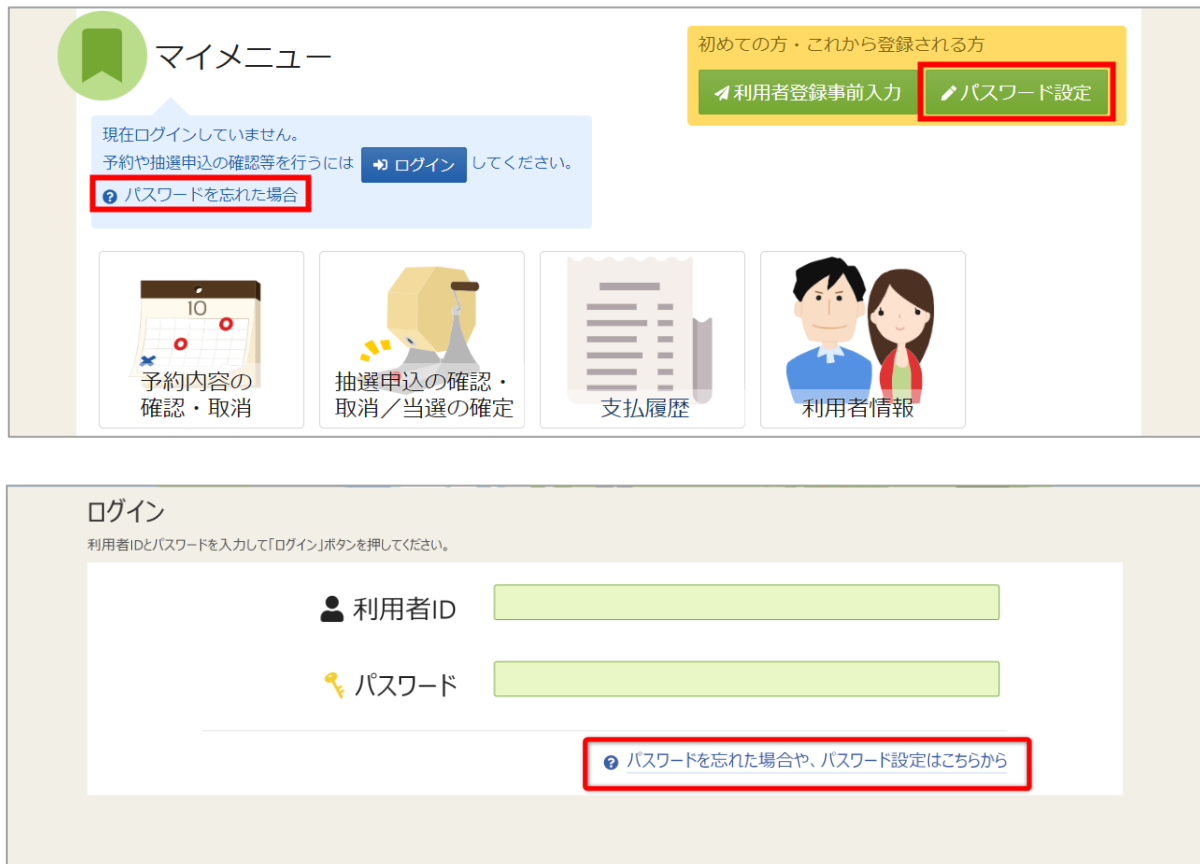 マイメニュー
初めての方・これから登録される方
利用者登録事前入力
パスワード設定
現在ログインしていません。
予約や抽選申込の確認等を行うには ログイン してください。
パスワードを忘れた場合
10
予約内容の
確認・取消
抽選申込の確認・
取消／当選の確定
支払履歴
利用者情報
ログイン
利用者IDとパスワードを入力して「ログイン」ボタンを押してください。
利用者ID
パスワード
パスワードを忘れた場合や、パスワード設定はこちらから